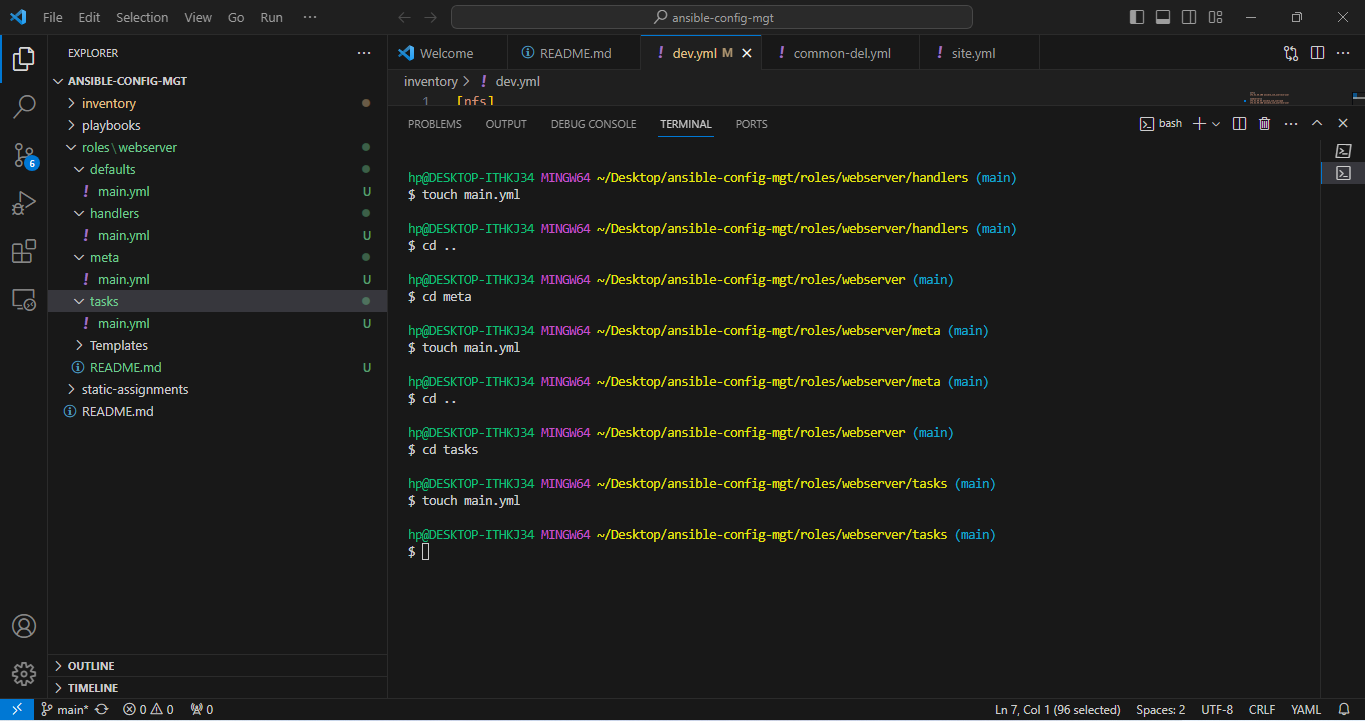 File Edit Selection View Go Run ··· ansible-config-mgt
EXPLORER ···
ANSIBLE-CONFIG-MGT
inventory
playbooks
roles\webserver
defaults
! main.yml U
handlers
! main.yml U
meta
! main.yml U
tasks
! main.yml U
Templates
README.md U
static-assignments
README.md
OUTLINE
TIMELINE
6
Welcome README.md ! dev.yml M ! common-del.yml ! site.yml ···
inventory > ! dev.yml
1 [nfs]
PROBLEMS OUTPUT DEBUG CONSOLE TERMINAL PORTS bash ···
hp@DESKTOP-ITHKJ34 MINGW64 ~/Desktop/ansible-config-mgt/roles/webserver/handlers (main)
$ touch main.yml
hp@DESKTOP-ITHKJ34 MINGW64 ~/Desktop/ansible-config-mgt/roles/webserver/handlers (main)
$ cd ..
hp@DESKTOP-ITHKJ34 MINGW64 ~/Desktop/ansible-config-mgt/roles/webserver (main)
$ cd meta
hp@DESKTOP-ITHKJ34 MINGW64 ~/Desktop/ansible-config-mgt/roles/webserver/meta (main)
$ touch main.yml
hp@DESKTOP-ITHKJ34 MINGW64 ~/Desktop/ansible-config-mgt/roles/webserver/meta (main)
$ cd ..
hp@DESKTOP-ITHKJ34 MINGW64 ~/Desktop/ansible-config-mgt/roles/webserver (main)
$ cd tasks
hp@DESKTOP-ITHKJ34 MINGW64 ~/Desktop/ansible-config-mgt/roles/webserver/tasks (main)
$ touch main.yml
hp@DESKTOP-ITHKJ34 MINGW64 ~/Desktop/ansible-config-mgt/roles/webserver/tasks (main)
$
main* 0 0 0 Ln 7, Col 1 (96 selected) Spaces: 2 UTF-8 CRLF YAML